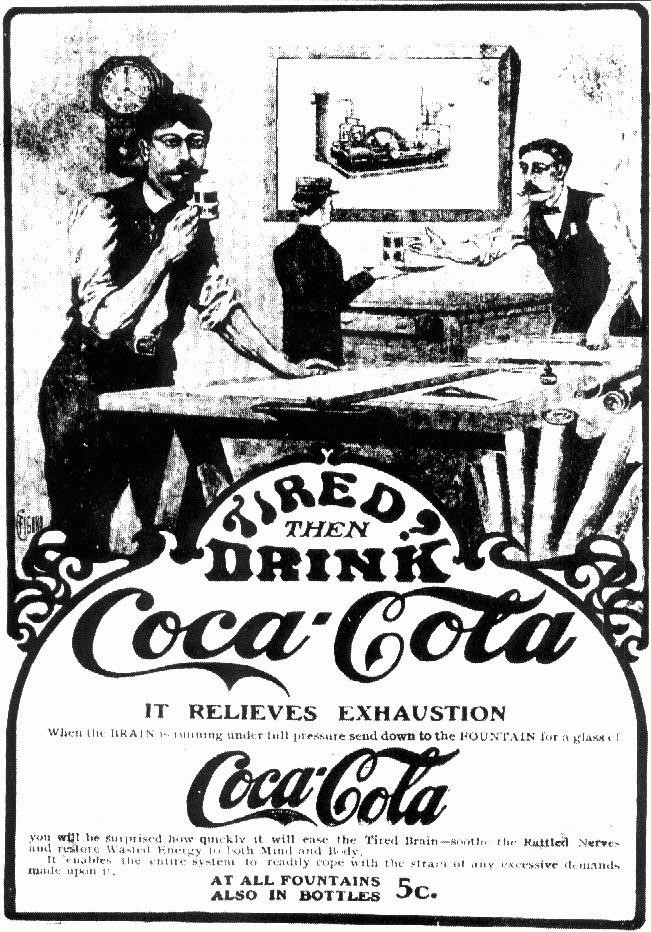 TIRED?
THEN
DRINK
Coca-Cola
IT RELIEVES EXHAUSTION
When the BRAIN is running under full pressure send down to the FOUNTAIN for a glass of
Coca-Cola
you will be surprised how quickly it will ease the Tired Brain—soothe the Rattled Nerves
and restore Wasted Energy to both Mind and Body.
It enables the entire system to readily cope with the strain of any excessive demands
made upon it.
AT ALL FOUNTAINS
ALSO IN BOTTLES 5c.